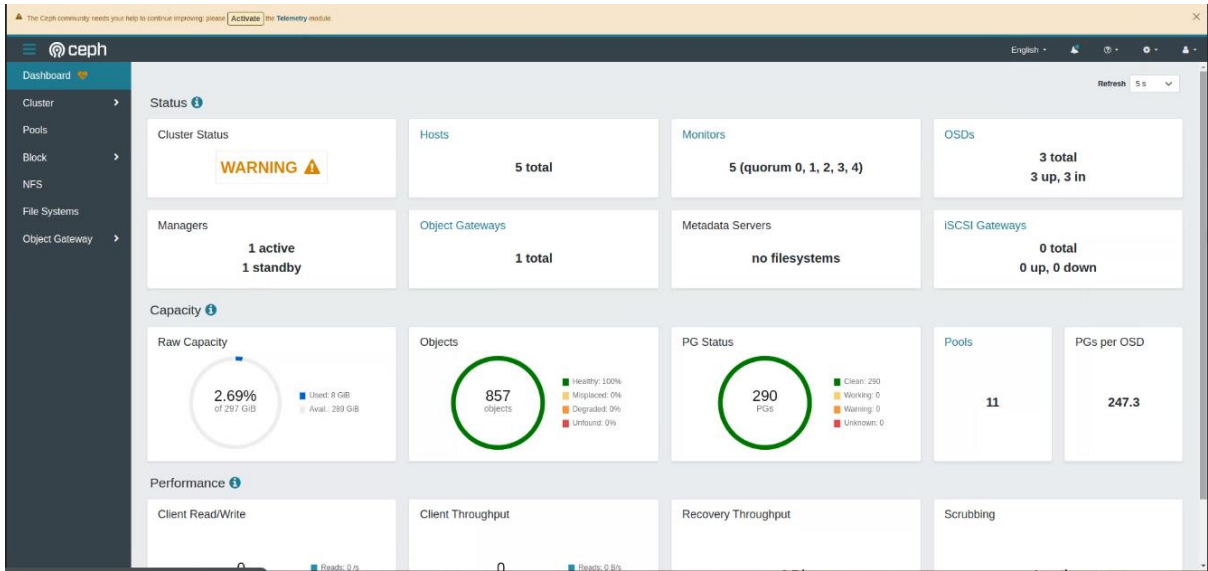 The Ceph community needs your help to continue improving: please Activate the Telemetry module.
ceph
English
Dashboard
Cluster
Pools
Block
NFS
File Systems
Object Gateway
Refresh 5 s
Status
Cluster Status
WARNING
Hosts
5 total
Monitors
5 (quorum 0, 1, 2, 3, 4)
OSDs
3 total
3 up, 3 in
Managers
1 active
1 standby
Object Gateways
1 total
Metadata Servers
no filesystems
iSCSI Gateways
0 total
0 up, 0 down
Capacity
Raw Capacity
2.69%
of 297 GiB
Used: 8 GiB
Avail.: 289 GiB
Objects
857
objects
Healthy: 100%
Misplaced: 0%
Degraded: 0%
Unfound: 0%
PG Status
290
PGs
Clean: 290
Working: 0
Warning: 0
Unknown: 0
Pools
11
PGs per OSD
247.3
Performance
Client Read/Write
0
Reads: 0 /s
Client Throughput
0
Reads: 0 B/s
Recovery Throughput
Scrubbing